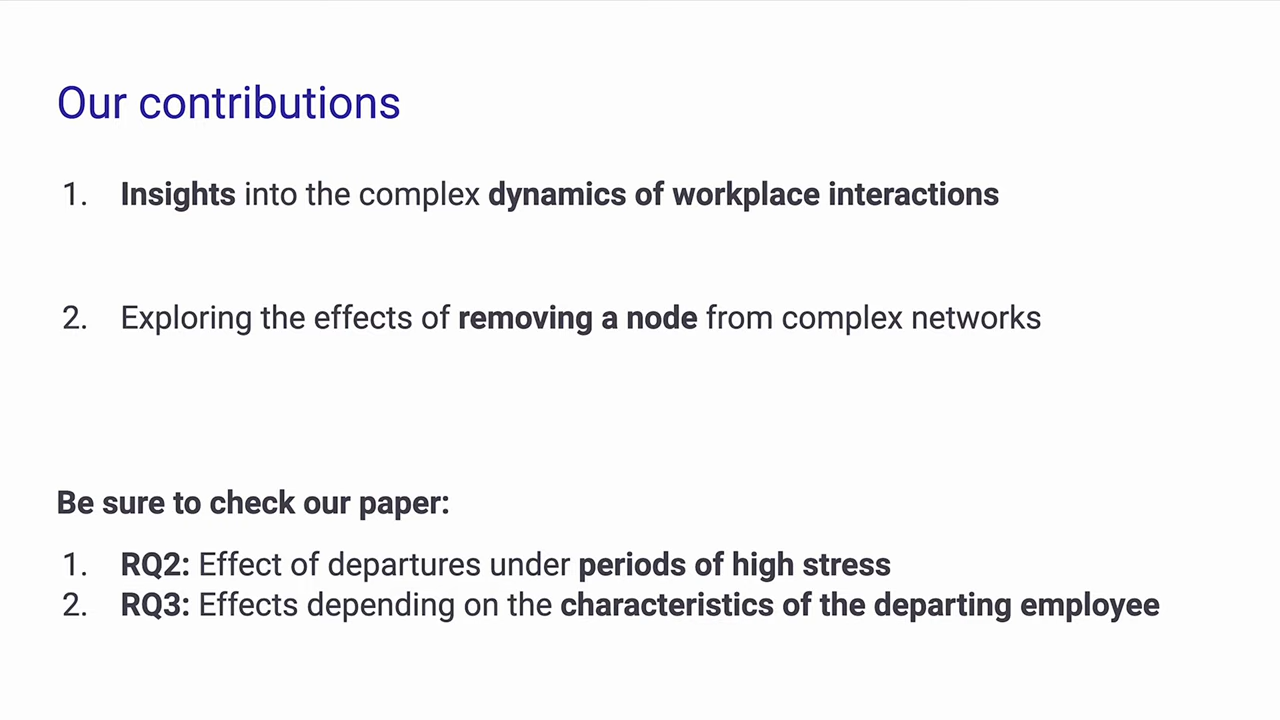 Our contributions
1. Insights into the complex dynamics of workplace interactions
2. Exploring the effects of removing a node from complex networks
Be sure to check our paper:
1. RQ2: Effect of departures under periods of high stress
2. RQ3: Effects depending on the characteristics of the departing employee